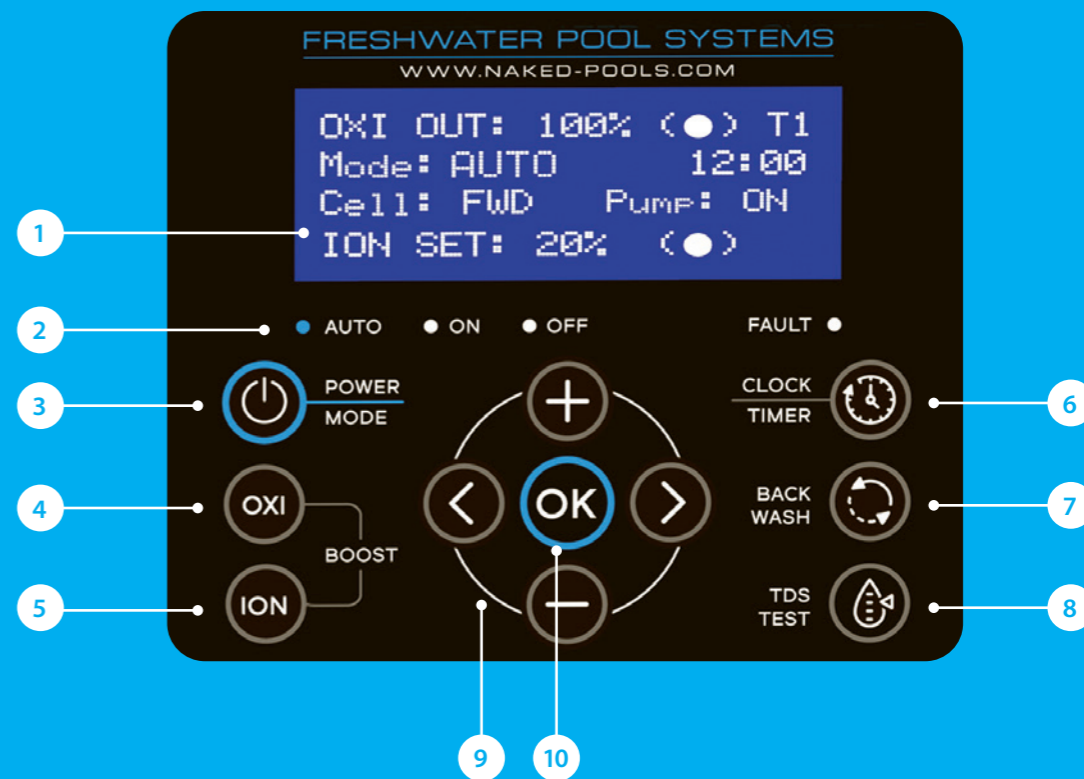 FRESHWATER POOL SYSTEMS
WWW.NAKED-POOLS.COM
OXI OUT: 100% (●) T1
Mode: AUTO 12:00
Cell: FWD Pump: ON
ION SET: 20% (●)
1
2
AUTO ON OFF FAULT
3
POWER
MODE
CLOCK
TIMER
6
4
OXI
OK
BACK
WASH
7
BOOST
5
ION
TDS
TEST
8
9
10